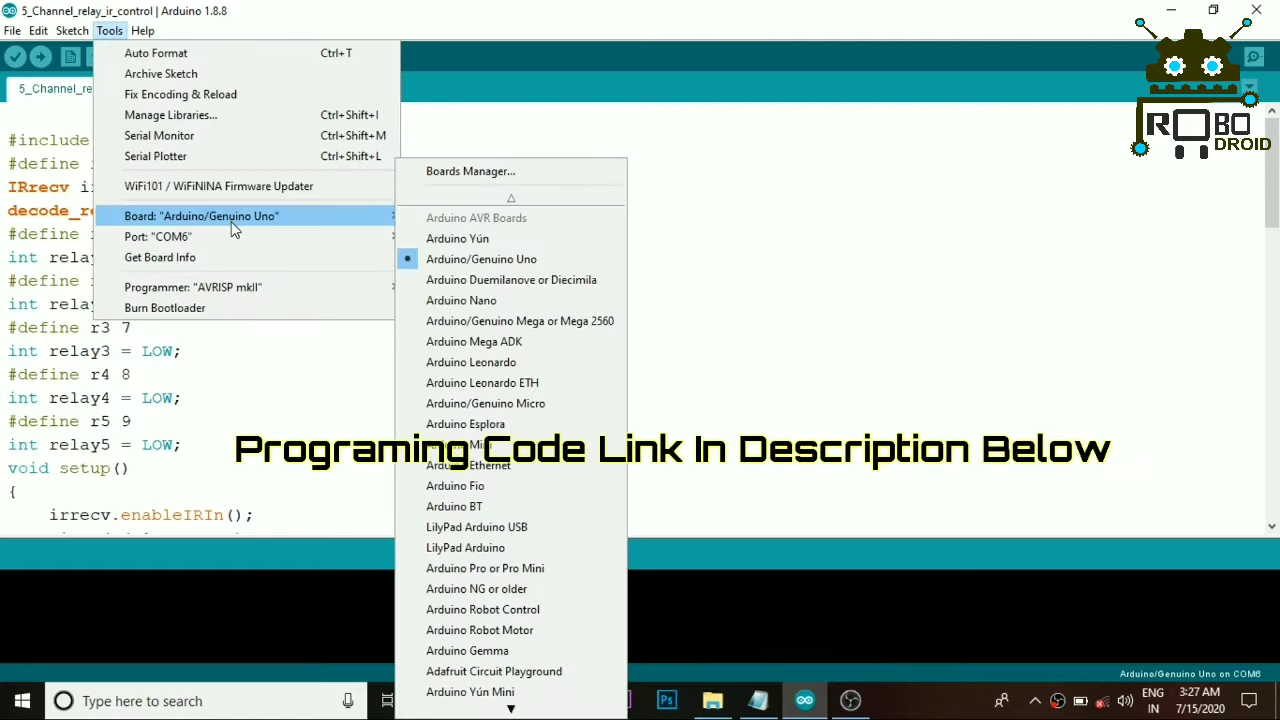 5_Channel_relay_ir_control | Arduino 1.8.8
File Edit Sketch Tools Help
5_Channel_re
Auto Format Ctrl+T
Archive Sketch
Fix Encoding & Reload
Manage Libraries... Ctrl+Shift+I
Serial Monitor Ctrl+Shift+M
Serial Plotter Ctrl+Shift+L
WiFi101 / WiFiNINA Firmware Updater
Board: "Arduino/Genuino Uno"
Port: "COM6"
Get Board Info
Programmer: "AVRISP mkII"
Burn Bootloader
Boards Manager...
Arduino AVR Boards
Arduino Yún
Arduino/Genuino Uno
Arduino Duemilanove or Diecimila
Arduino Nano
Arduino/Genuino Mega or Mega 2560
Arduino Mega ADK
Arduino Leonardo
Arduino Leonardo ETH
Arduino/Genuino Micro
Arduino Esplora
Arduino Mini
Arduino Ethernet
Arduino Fio
Arduino BT
LilyPad Arduino USB
LilyPad Arduino
Arduino Pro or Pro Mini
Arduino NG or older
Arduino Robot Control
Arduino Robot Motor
Arduino Gemma
Adafruit Circuit Playground
Arduino Yún Mini
#include
#define
IRrecv
#define
int
#define
int
#define r3 7
int relay3 = LOW;
#define r4 8
int relay4 = LOW;
#define r5 9
int relay5 = LOW;
void setup()
{
irrecv.enableIRIn();
ROBO
DROID
Programing Code Link In Description Below
Arduino/Genuino Uno on COM6
Type here to search
Ps
ENG
IN
3:27 AM
7/15/2020